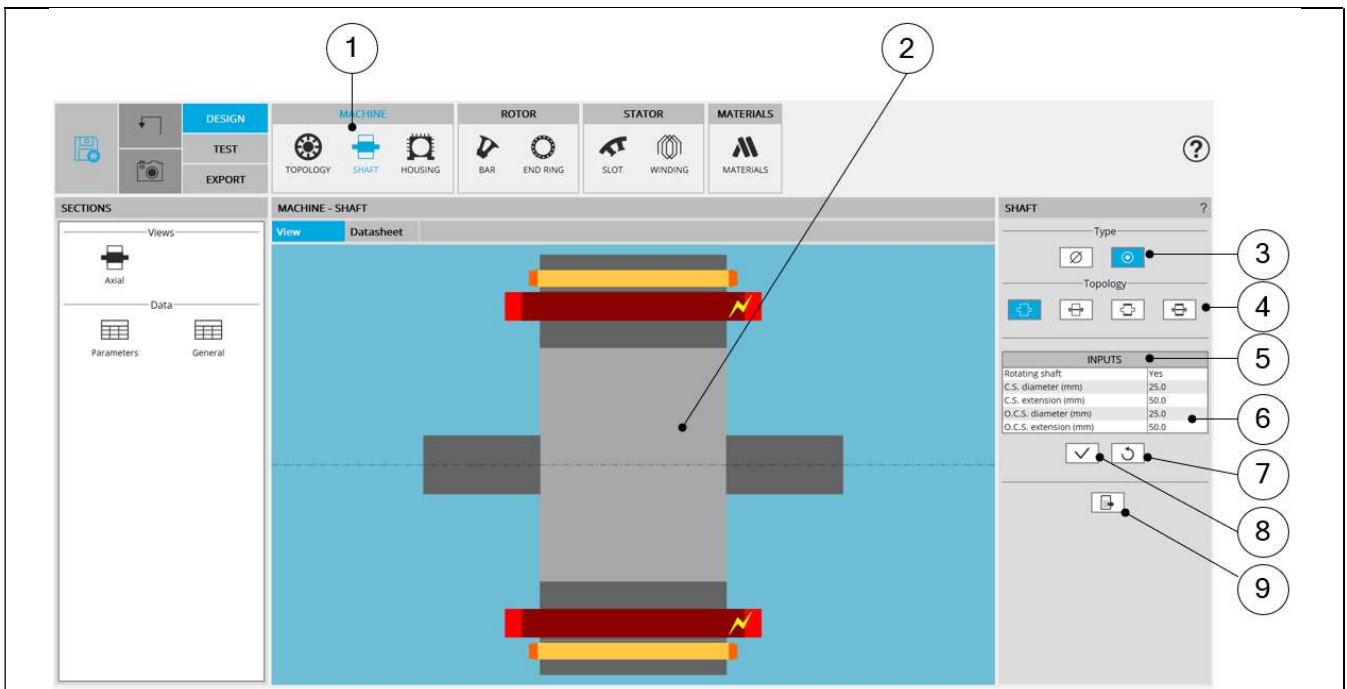 1
2
DESIGN
TEST
EXPORT
MACHINE
TOPOLOGY
SHAFT
HOUSING
ROTOR
BAR
END RING
STATOR
SLOT
WINDING
MATERIALS
MATERIALS
?
SECTIONS
Views
Axial
Data
Parameters
General
MACHINE - SHAFT
View
Datasheet
SHAFT ?
Type
3
Topology
4
INPUTS
5
Rotating shaft Yes
C.S. diameter (mm) 25.0
C.S. extension (mm) 50.0
O.C.S. diameter (mm) 25.0
O.C.S. extension (mm) 50.0
6
7
8
9